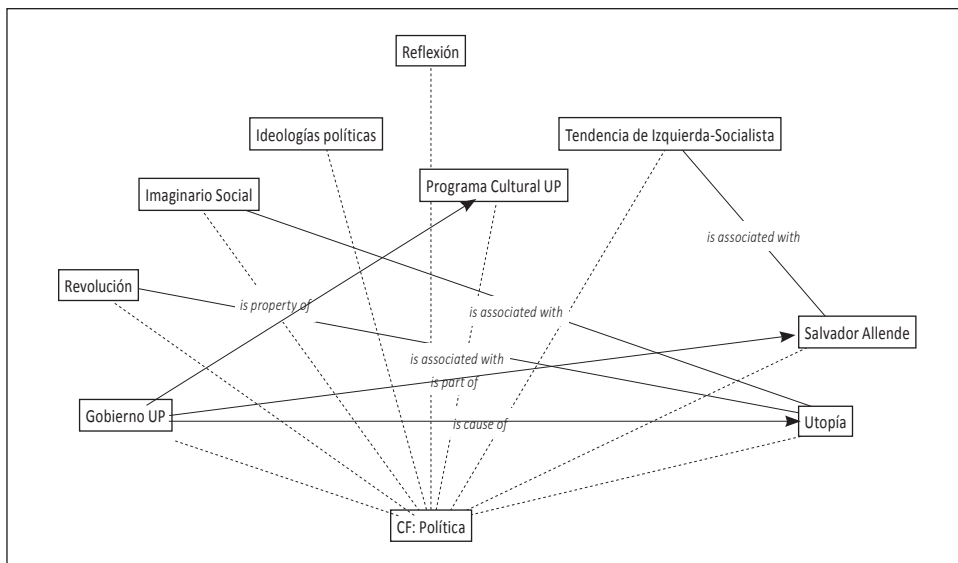 Reflexión
Ideologías políticas
Tendencia de Izquierda-Socialista
Imaginario Social
Programa Cultural UP
is associated with
Revolución
is property of
is associated with
Salvador Allende
is associated with
is part of
Gobierno UP
is cause of
Utopía
CF: Política